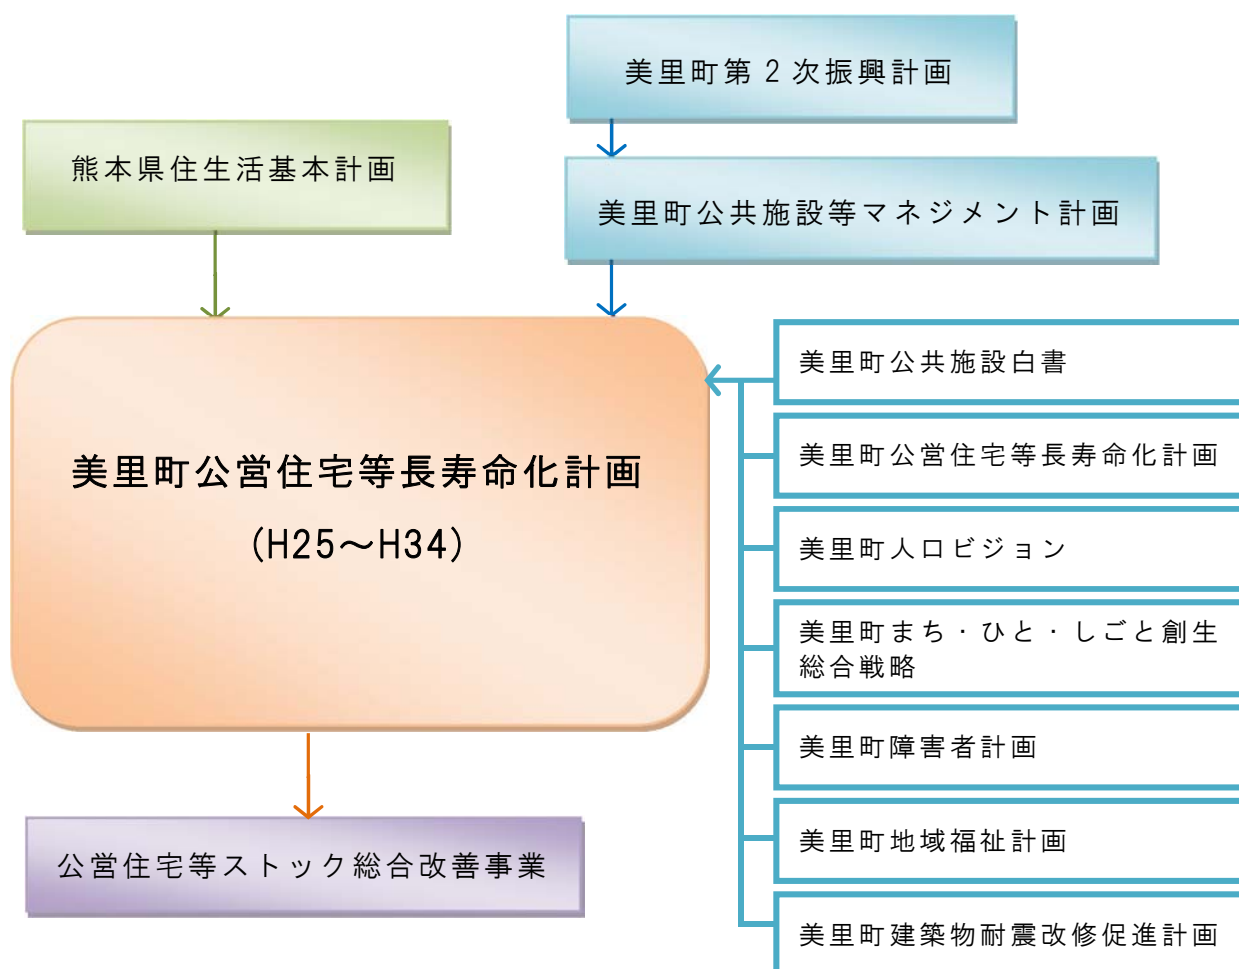 美里町第2次振興計画
熊本県住生活基本計画
美里町公共施設等マネジメント計画
美里町公営住宅等長寿命化計画
(H25～H34)
美里町公共施設白書
美里町公営住宅等長寿命化計画
美里町人口ビジョン
美里町まち・ひと・しごと創生
総合戦略
美里町障害者計画
美里町地域福祉計画
美里町建築物耐震改修促進計画
公営住宅等ストック総合改善事業